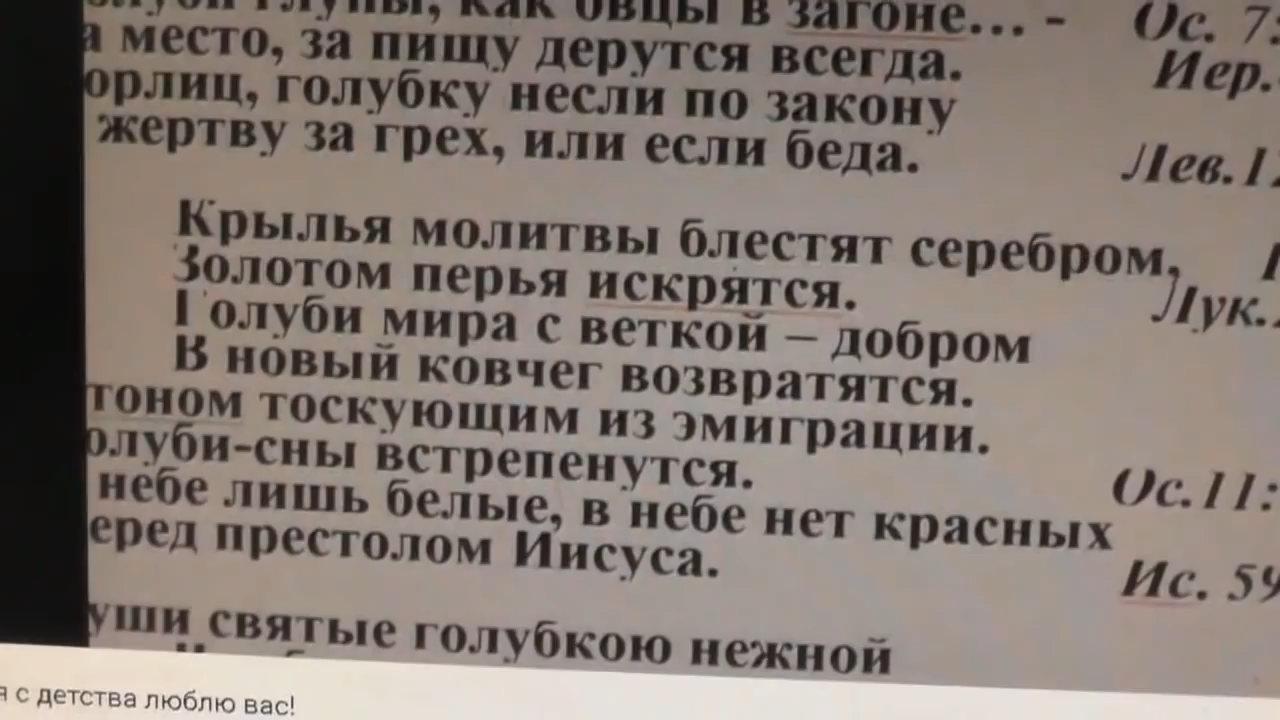 как овцы в загоне... - Ос. 7:
место, за пищу дерутся всегда. Иер.
орлиц, голубку несли по закону
жертву за грех, или если беда. Лев.12
Крылья молитвы блестят серебром,
Золотом перья искрятся. Лук.
Голуби мира с веткой – добром
В новый ковчег возвратятся.
тоном тоскующим из эмиграции.
олуби-сны встрепенутся. Ос.11:
небе лишь белые, в небе нет красных
еред престолом Иисуса. Ис. 59
уши святые голубкою нежной
я с детства люблю вас!